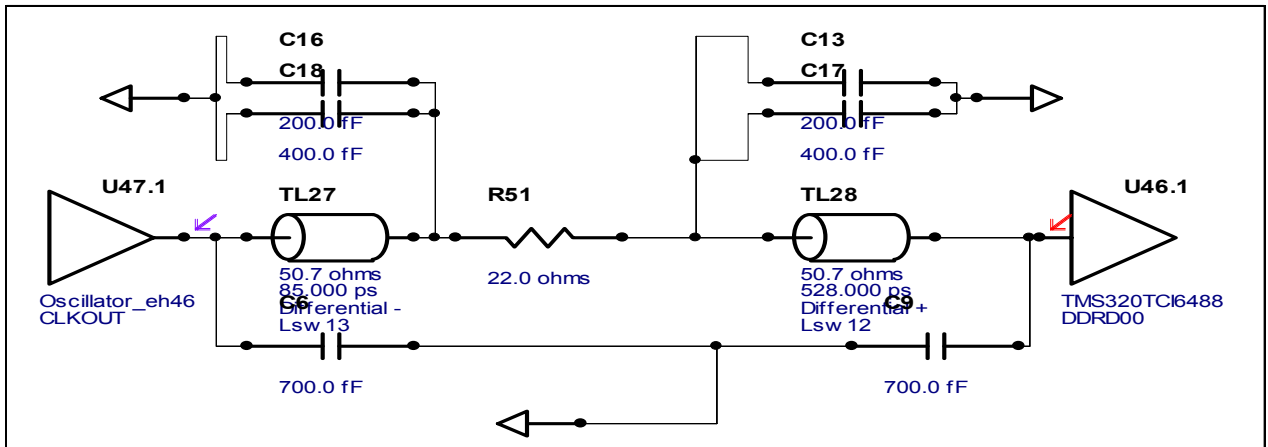 C16
C18
200.0 fF
400.0 fF
C13
C17
200.0 fF
400.0 fF
U47.1
Oscillator_eh46
CLKOUT
TL27
50.7 ohms
85.000 ps
Differential -
Lsw 13
R51
22.0 ohms
TL28
50.7 ohms
528.000 ps
Differential +
Lsw 12
U46.1
TMS320TCI6488
DDRD00
C6
700.0 fF
C9
700.0 fF